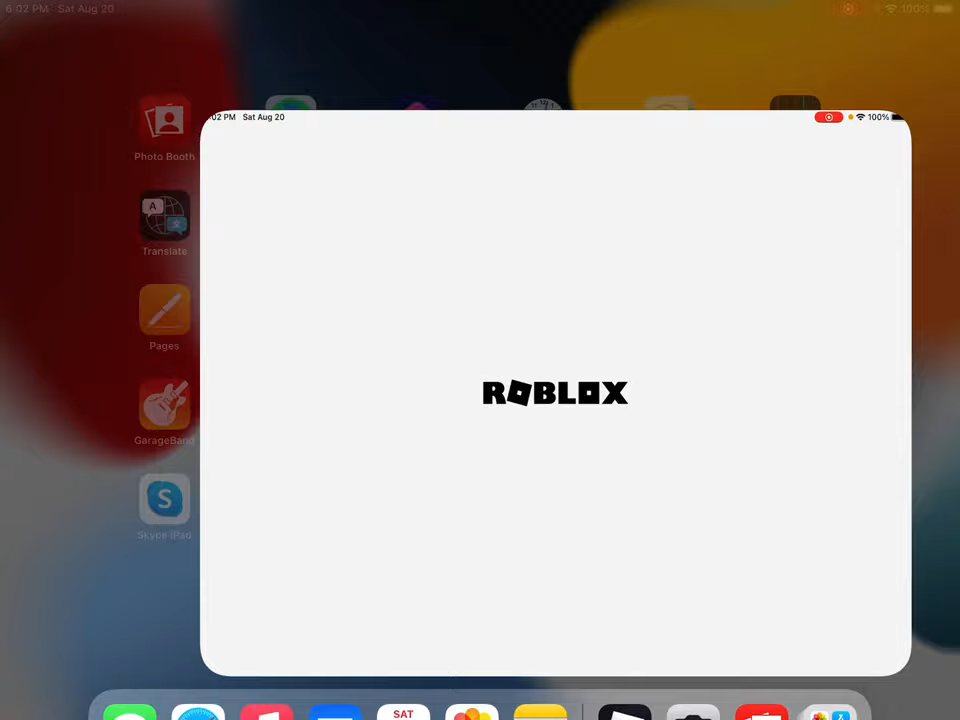 6:02 PM Sat Aug 20
100%
:02 PM Sat Aug 20
100%
Photo Booth
A
Translate
Pages
ROBLOX
GarageBand
S
Skype iPad
SAT